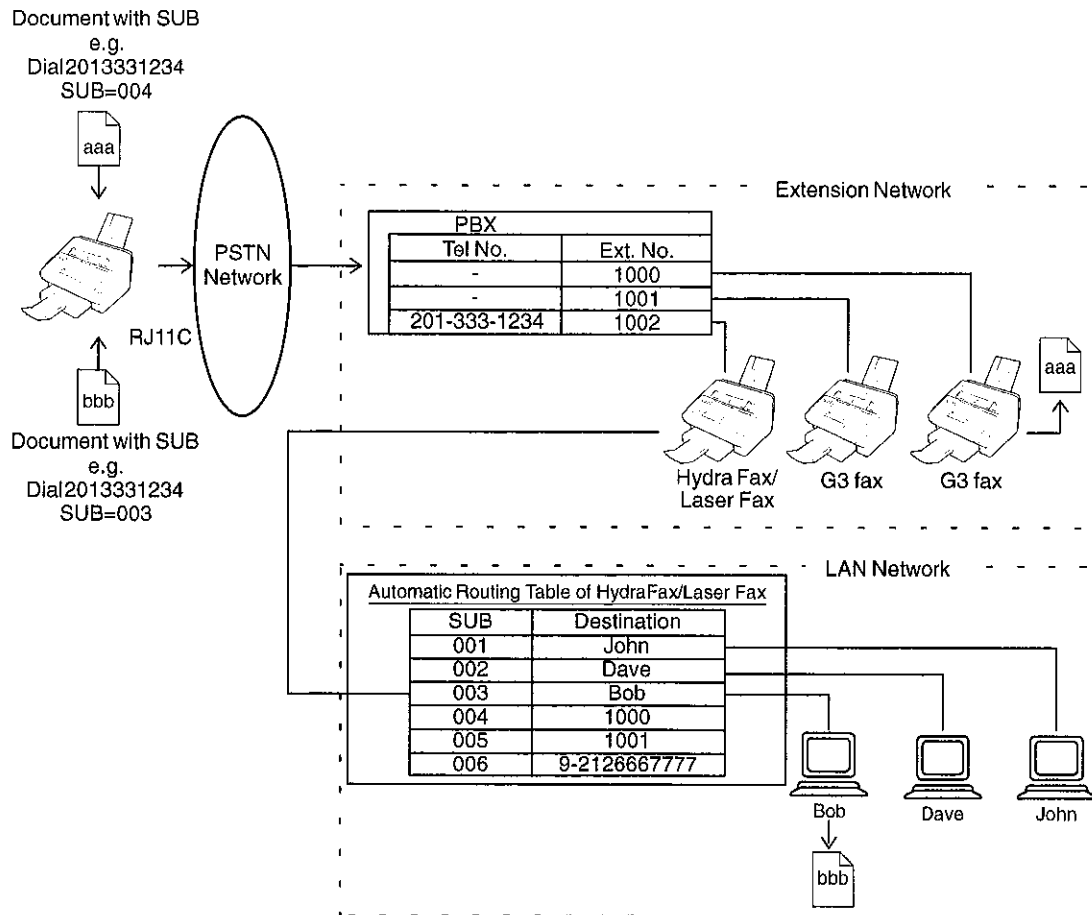 Document with SUB
e.g.
Dial2013331234
SUB=004
aaa
PSTN
Network
RJ11C
bbb
Document with SUB
e.g.
Dial2013331234
SUB=003
Extension Network
PBX
Tel No. Ext. No.
- 1000
- 1001
201-333-1234 1002
aaa
Hydra Fax/
Laser Fax
G3 fax
G3 fax
LAN Network
Automatic Routing Table of HydraFax/Laser Fax
SUB Destination
001 John
002 Dave
003 Bob
004 1000
005 1001
006 9-2126667777
Bob
Dave
John
bbb